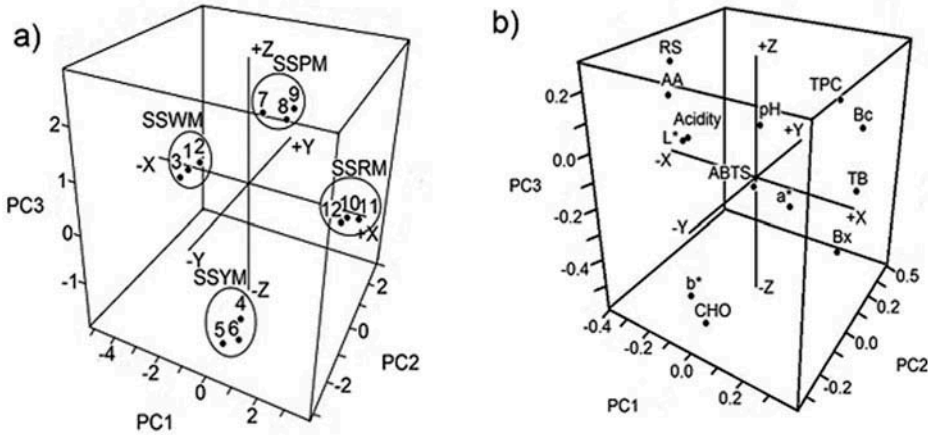 a)
+Z
SSPM
7 8 9
SSWM
3 1 2
-X
+Y
SSRM
12 10 11
+X
-Y
SSYM
-Z
4
5 6
2
1
0
-1
PC3
-4
-2
0
2
PC1
2
0
-2
PC2
b)
RS
+Z
AA
TPC
pH
Bc
+Y
L*
Acidity
-X
ABTS
TB
a*
+X
-Y
Bx
-Z
b*
CHO
0.2
0.0
-0.2
-0.4
PC3
-0.4
-0.2
0.0
0.2
PC1
0.5
0.2
0.0
-0.2
PC2